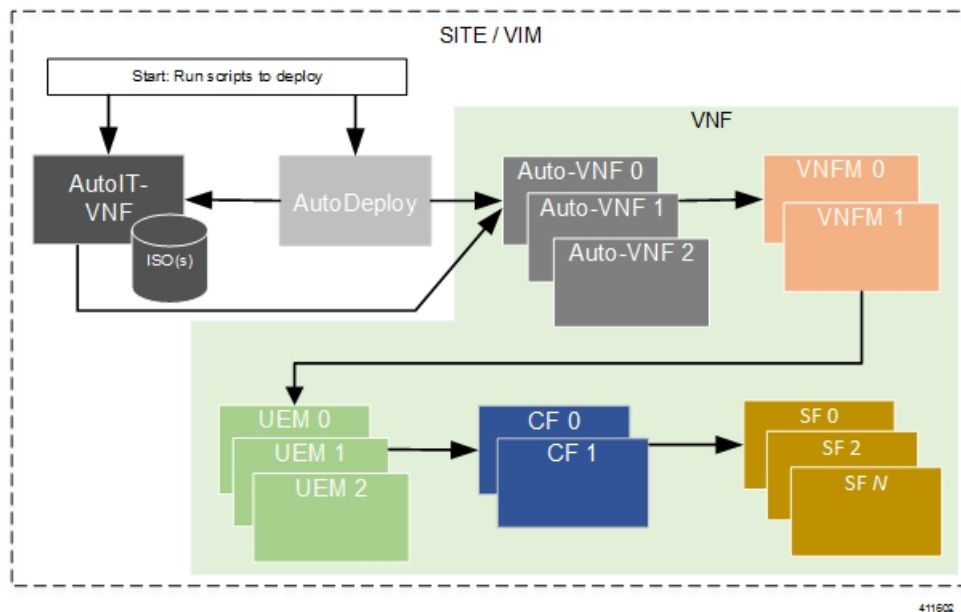 SITE / VIM
Start: Run scripts to deploy
VNF
AutoIT-
VNF
ISO(s)
AutoDeploy
Auto-VNF 0
Auto-VNF 1
Auto-VNF 2
VNFM 0
VNFM 1
UEM 0
UEM 1
UEM 2
CF 0
CF 1
SF 0
SF 2
SF N
411602